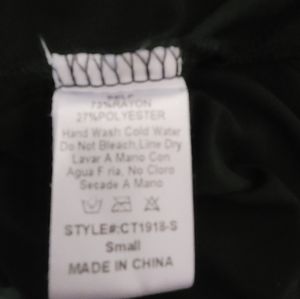 SELF
73%RAYON
27%POLYESTER
Hand Wash Cold Water
Do Not Bleach,Line Dry
Lavar A Mano Con
Agua Fria, No Cloro
Secade A Mano
STYLE#:CT1918-S
Small
MADE IN CHINA